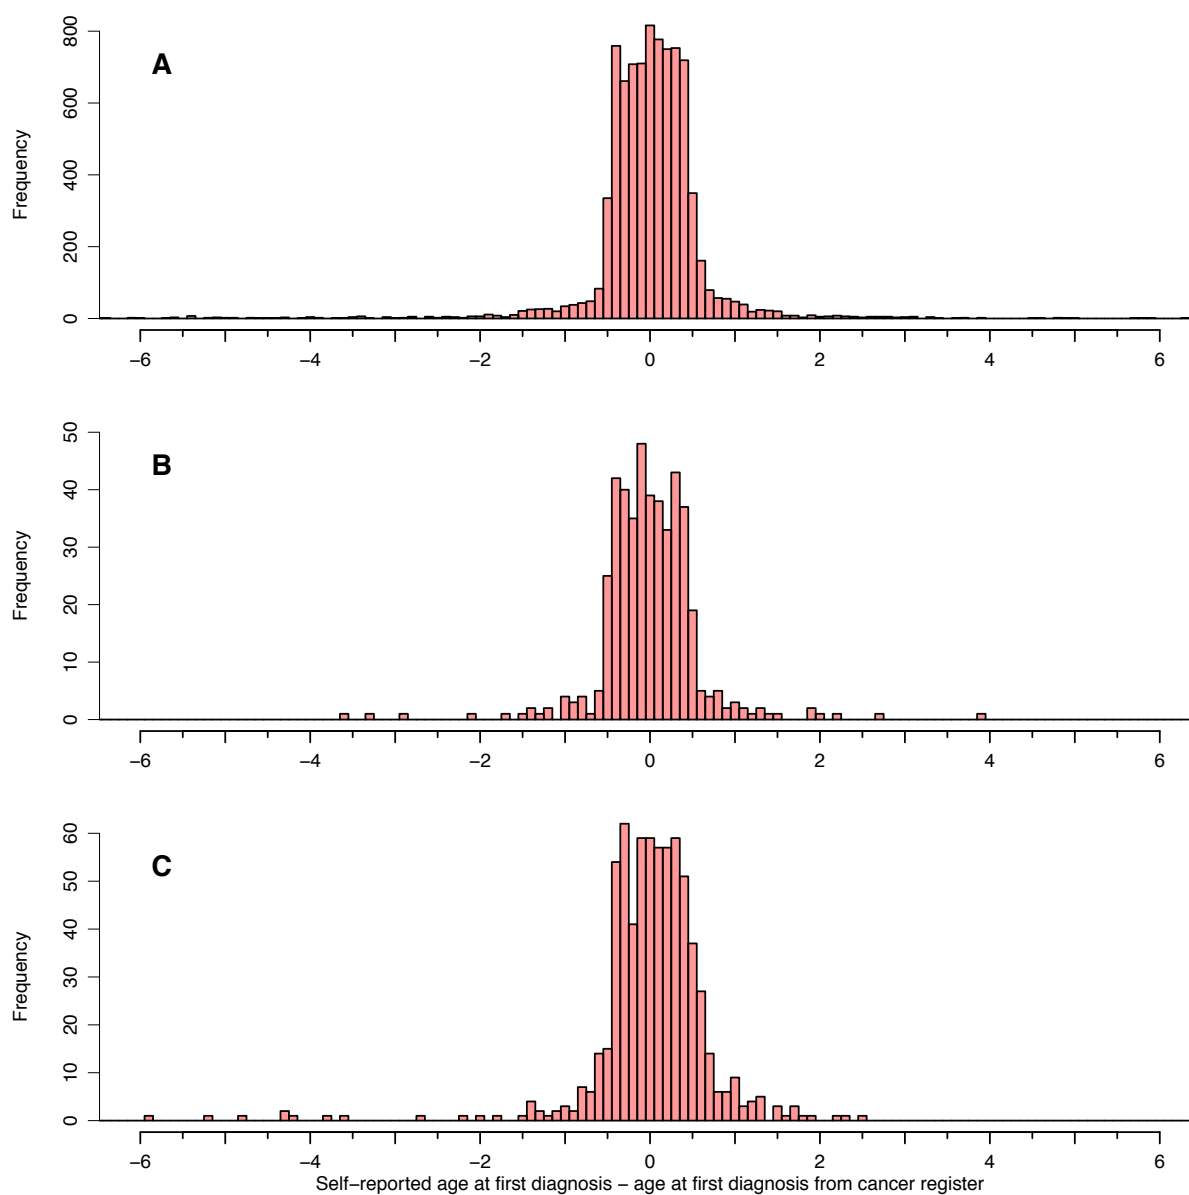 A
Frequency
800
600
400
200
0
−6 −4 −2 0 2 4 6
B
Frequency
50
40
30
20
10
0
−6 −4 −2 0 2 4 6
C
Frequency
60
50
40
30
20
10
0
−6 −4 −2 0 2 4 6
Self−reported age at first diagnosis − age at first diagnosis from cancer register